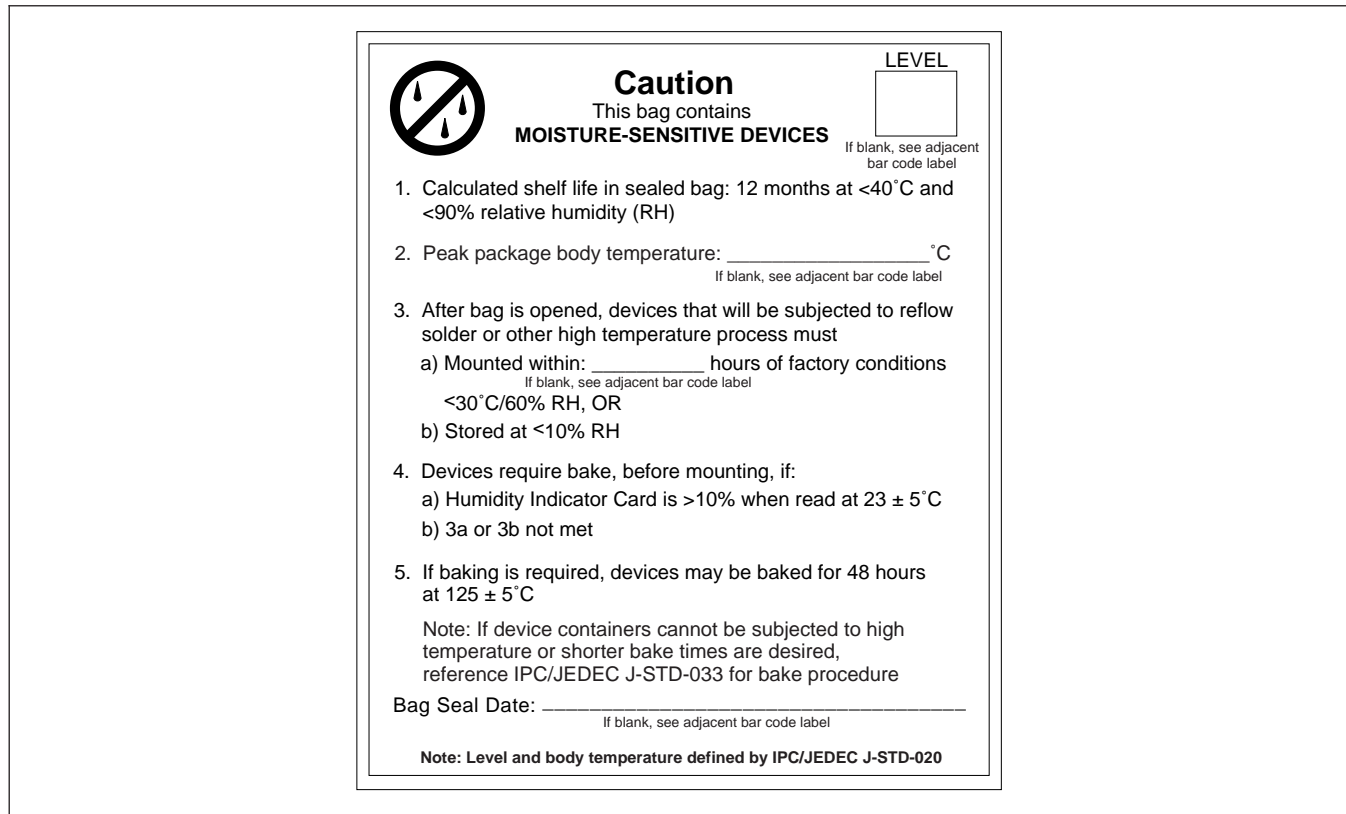 LEVEL
Caution
This bag contains
MOISTURE-SENSITIVE DEVICES
If blank, see adjacent
bar code label
1. Calculated shelf life in sealed bag: 12 months at <40˚C and
<90% relative humidity (RH)
2. Peak package body temperature: __________________˚C
If blank, see adjacent bar code label
3. After bag is opened, devices that will be subjected to reflow
solder or other high temperature process must
a) Mounted within: __________ hours of factory conditions
If blank, see adjacent bar code label
<30˚C/60% RH, OR
b) Stored at <10% RH
4. Devices require bake, before mounting, if:
a) Humidity Indicator Card is >10% when read at 23 ± 5˚C
b) 3a or 3b not met
5. If baking is required, devices may be baked for 48 hours
at 125 ± 5˚C
Note: If device containers cannot be subjected to high
temperature or shorter bake times are desired,
reference IPC/JEDEC J-STD-033 for bake procedure
Bag Seal Date: ___________________________________
If blank, see adjacent bar code label
Note: Level and body temperature defined by IPC/JEDEC J-STD-020